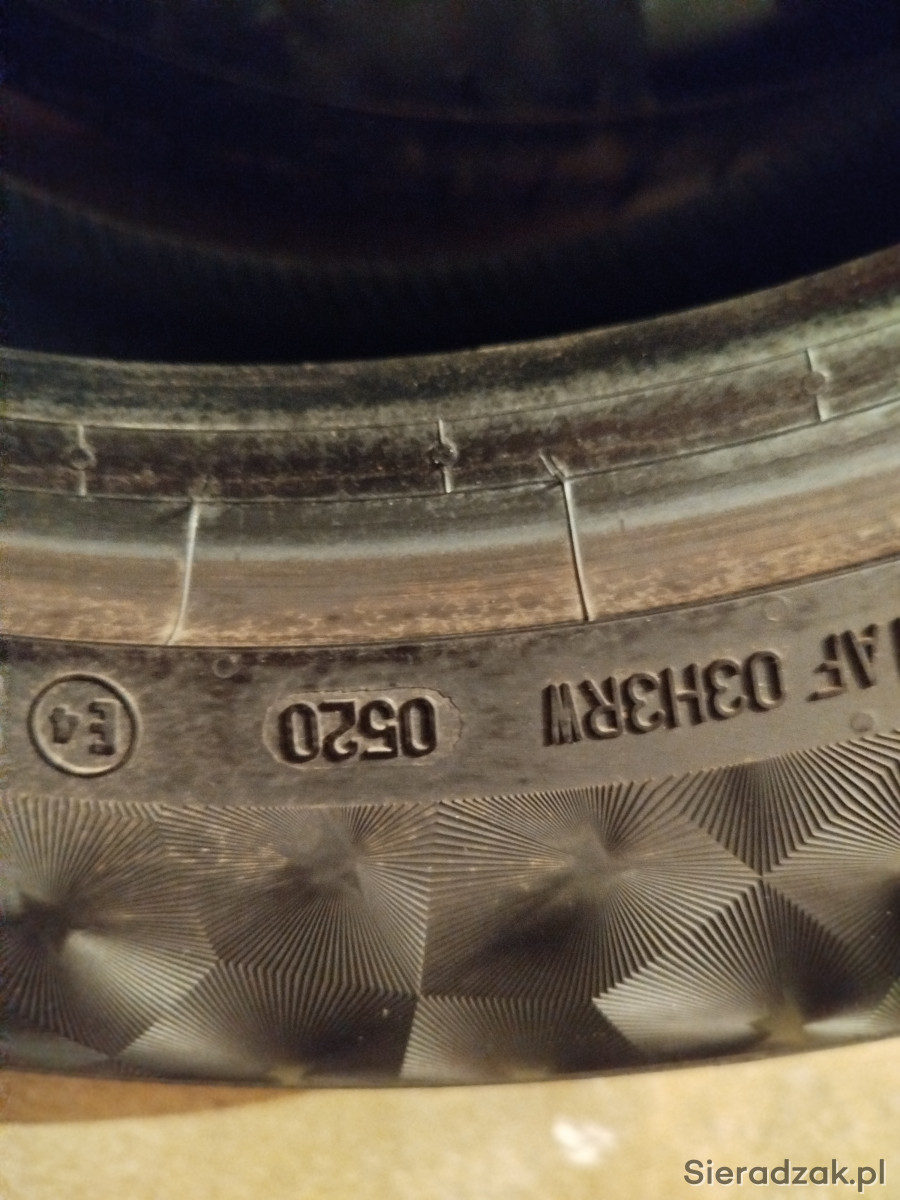 AF 03H3RW 0520 E4
Sieradzak.pl